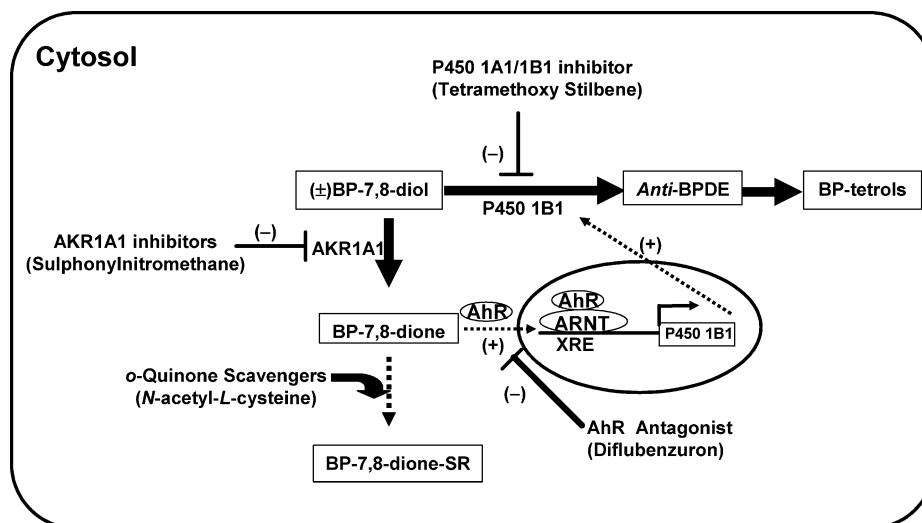 Cytosol
P450 1A1/1B1 inhibitor
(Tetramethoxy Stilbene)
(–)
(±)BP-7,8-diol
P450 1B1
Anti-BPDE
BP-tetrols
AKR1A1 inhibitors
(Sulphonylnitromethane)
(–)
AKR1A1
(+)
BP-7,8-dione
AhR
(+)
AhR
ARNT
XRE
P450 1B1
o-Quinone Scavengers
(N-acetyl-L-cysteine)
(–)
AhR Antagonist
(Diflubenzuron)
BP-7,8-dione-SR